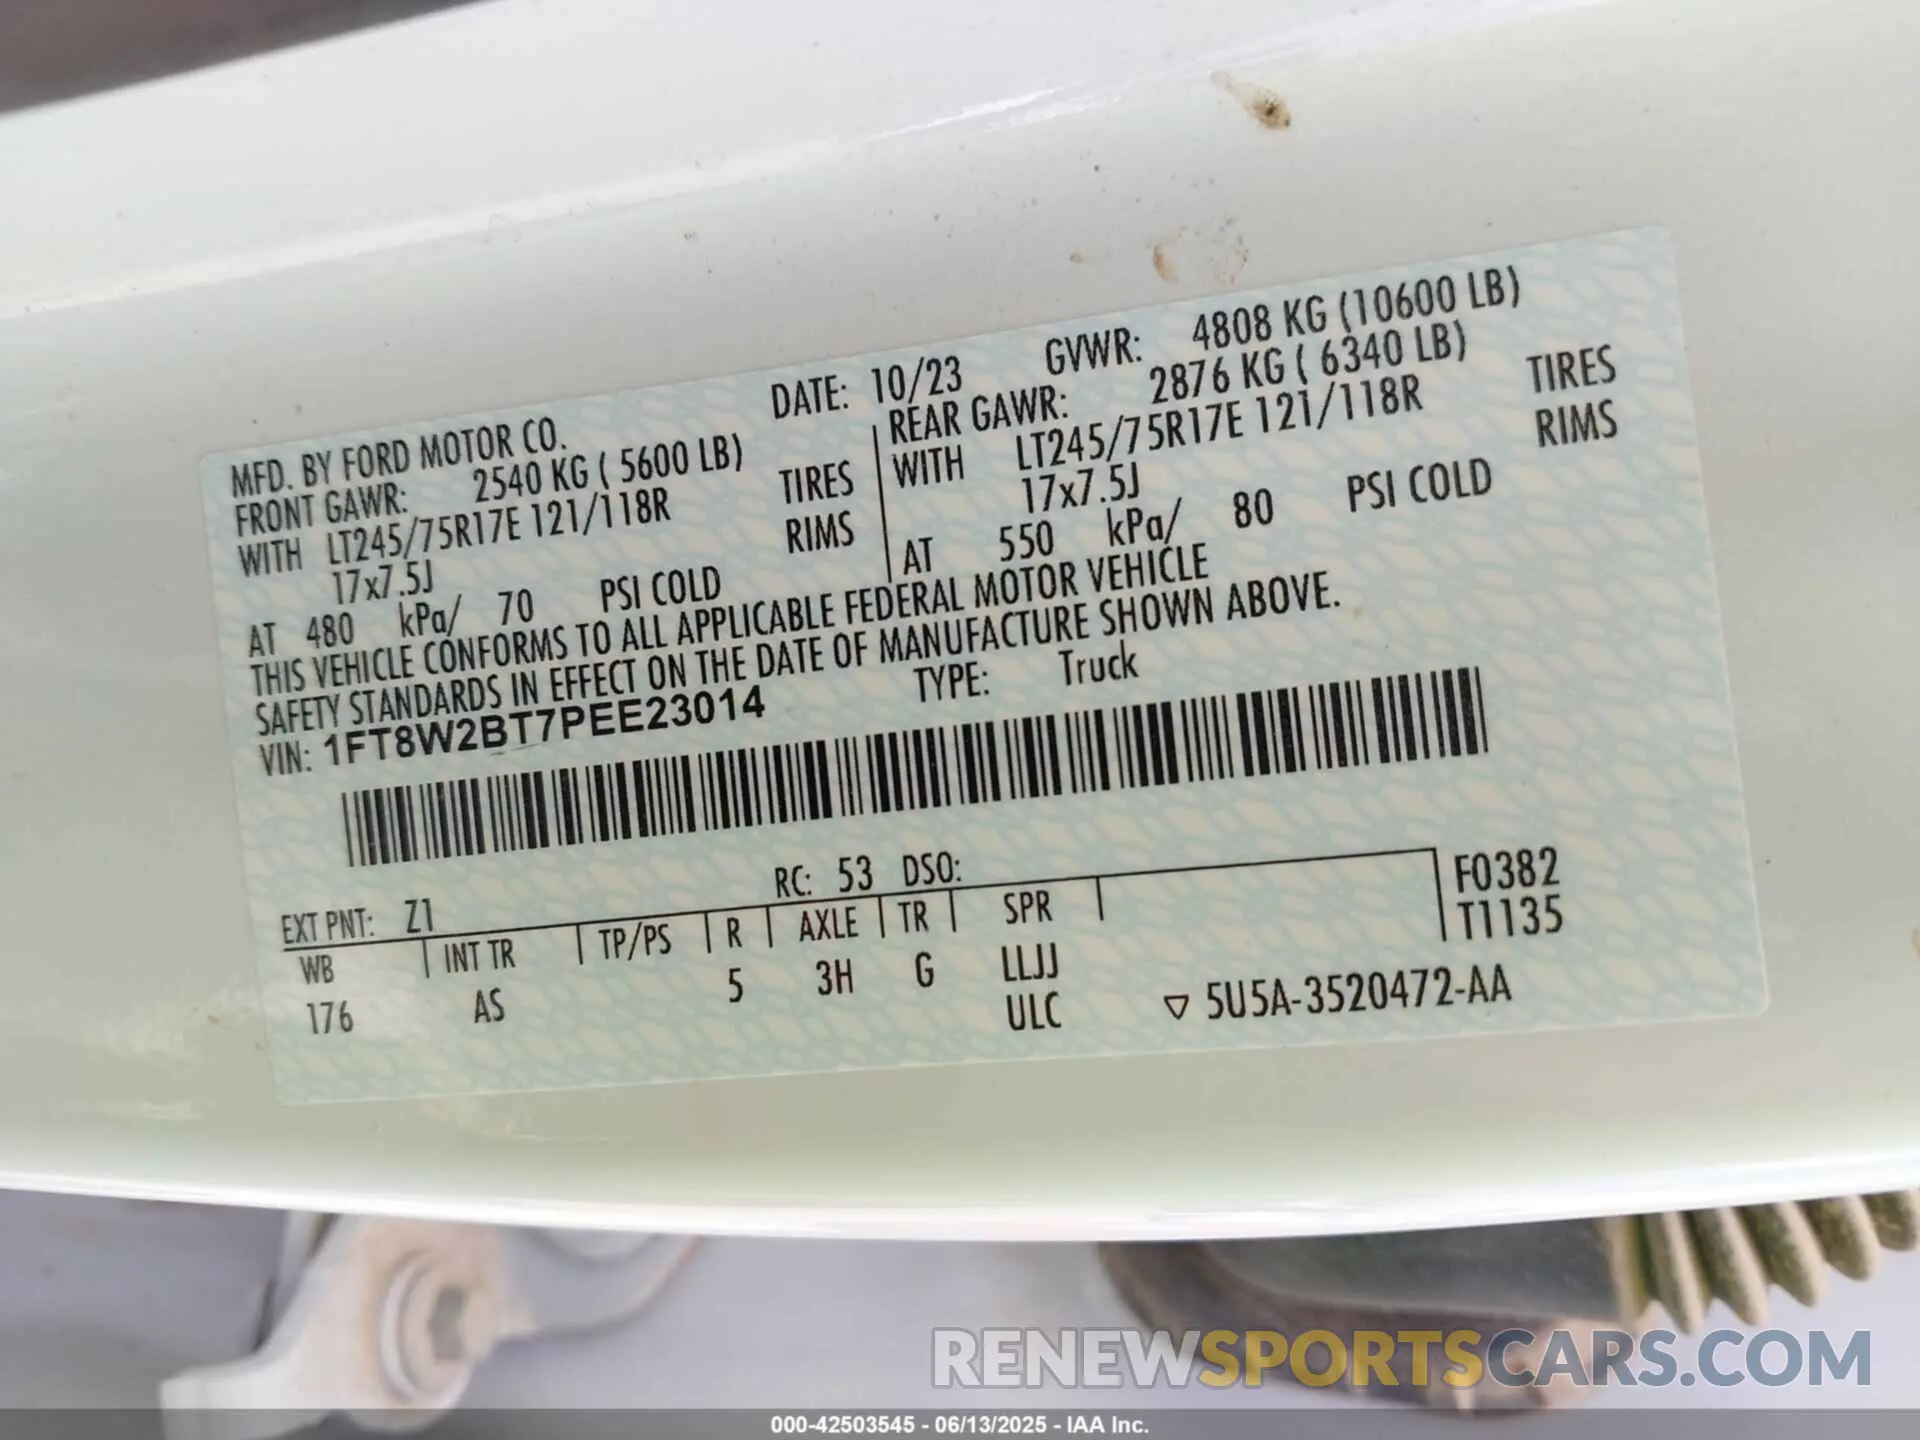 MFD. BY FORD MOTOR CO. DATE: 10/23 GVWR: 4808 KG (10600 LB)
FRONT GAWR: 2540 KG ( 5600 LB) REAR GAWR: 2876 KG ( 6340 LB)
WITH LT245/75R17E 121/118R TIRES WITH LT245/75R17E 121/118R TIRES
17x7.5J RIMS 17x7.5J RIMS
AT 480 kPa/ 70 PSI COLD AT 550 kPa/ 80 PSI COLD
THIS VEHICLE CONFORMS TO ALL APPLICABLE FEDERAL MOTOR VEHICLE
SAFETY STANDARDS IN EFFECT ON THE DATE OF MANUFACTURE SHOWN ABOVE.
VIN: 1FT8W2BT7PEE23014 TYPE: Truck
EXT PNT: Z1 RC: 53 DSO: F0382
WB INT TR TP/PS R AXLE TR SPR T1135
176 AS 5 3H G LLJJ
ULC ▽ 5U5A-3520472-AA
RENEWSPORTSCARS.COM
000-42503545 - 06/13/2025 - IAA Inc.